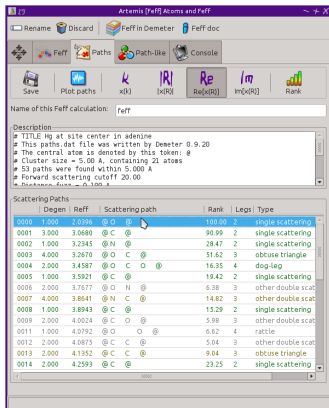 Artemis [Feff] Atoms and Feff
Rename Discard Feff in Demeter Feff doc
Feff Paths Path-like Console
Save Plot paths χ(k) |χ(R)| Re[χ(R)] Im[χ(R)] Rank
Name of this Feff calculation: feff
Description
# TITLE Hg at site center in adenine
# This paths.dat file was written by Demeter 0.9.20
# The central atom is denoted by this token: @
# Cluster size = 5.00 A, containing 21 atoms
# 53 paths were found within 5.000 A
# Forward scattering cutoff 20.00
# Distance fuzz = 0.100 A
Scattering Paths
Degen Reff Scattering path Rank Legs Type
0000 1.000 2.0396 @ O @ 100.00 2 single scattering
0001 3.000 3.0680 @ C @ 90.99 2 single scattering
0002 1.000 3.2345 @ N @ 28.47 2 single scattering
0003 4.000 3.2670 @ O C @ 51.62 3 obtuse triangle
0004 2.000 3.4587 @ O C O @ 16.35 4 dog-leg
0005 1.000 3.5921 @ C @ 19.42 2 single scattering
0006 2.000 3.7677 @ O N @ 6.38 3 other double scat
0007 4.000 3.8641 @ N C @ 14.82 3 other double scat
0008 1.000 3.8943 @ C @ 15.29 2 single scattering
0009 2.000 4.0024 @ O C @ 5.98 3 other double scat
0011 1.000 4.0792 @ O O @ 6.62 4 rattle
0012 2.000 4.0875 @ C C @ 5.04 3 other double scat
0013 2.000 4.1352 @ C C @ 9.04 3 obtuse triangle
0014 2.000 4.2593 @ C @ 23.25 2 single scattering